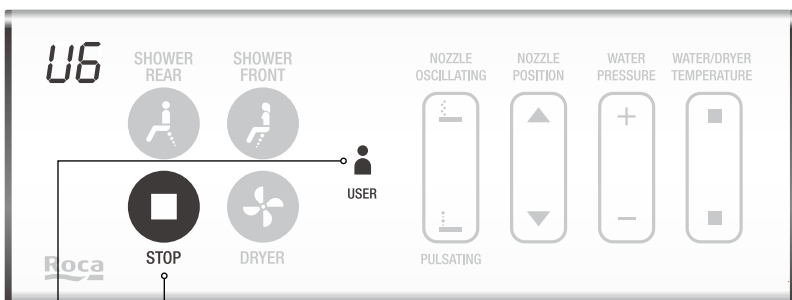 U6
SHOWER
REAR
SHOWER
FRONT
NOZZLE
OSCILLATING
NOZZLE
POSITION
WATER
PRESSURE
WATER/DRYER
TEMPERATURE
USER
STOP
DRYER
PULSATING
Roca